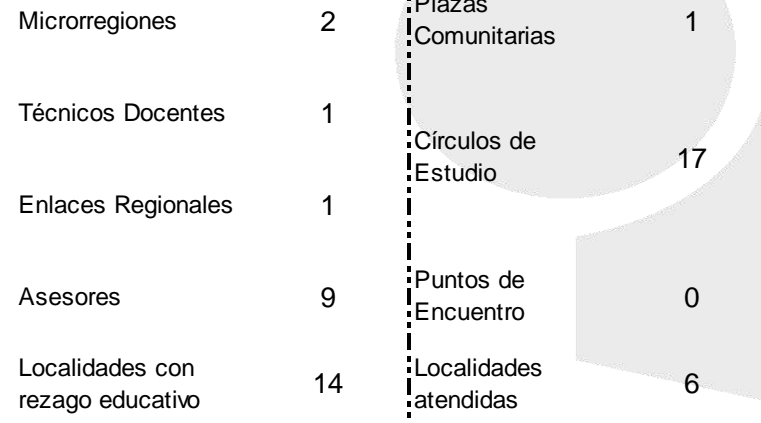 Microrregiones 2
Técnicos Docentes 1
Enlaces Regionales 1
Asesores 9
Localidades con
rezago educativo 14
Plazas
Comunitarias 1
Círculos de
Estudio 17
Puntos de
Encuentro 0
Localidades
atendidas 6